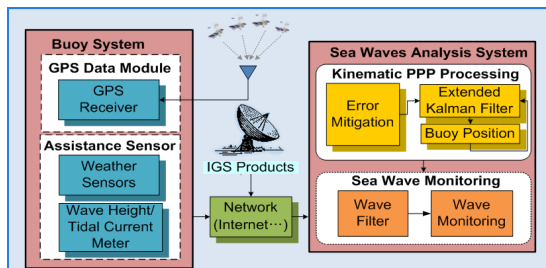 Buoy System
GPS Data Module
GPS
Receiver
Assistance Sensor
Weather
Sensors
Wave Height/
Tidal Current
Meter
IGS Products
Network
(Internet⋯)
Sea Waves Analysis System
Kinematic PPP Processing
Error
Mitigation
Extended
Kalman Filter
Buoy Position
Sea Wave Monitoring
Wave
Filter
Wave
Monitoring